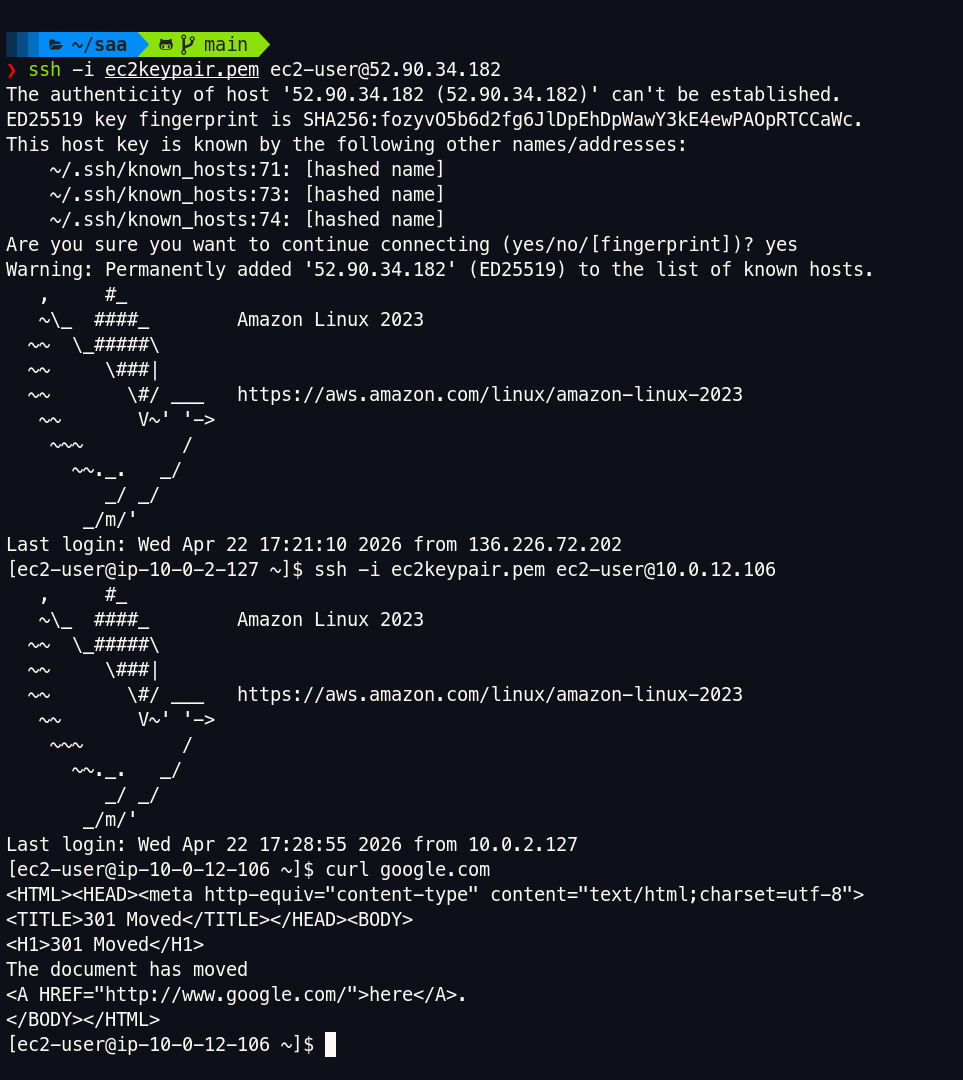 ~/saa main
❯ ssh -i ec2keypair.pem ec2-user@52.90.34.182
The authenticity of host '52.90.34.182 (52.90.34.182)' can't be established.
ED25519 key fingerprint is SHA256:fozyvO5b6d2fg6JlDpEhDpWawY3kE4ewPAOpRTCCaWc.
This host key is known by the following other names/addresses:
    ~/.ssh/known_hosts:71: [hashed name]
    ~/.ssh/known_hosts:73: [hashed name]
    ~/.ssh/known_hosts:74: [hashed name]
Are you sure you want to continue connecting (yes/no/[fingerprint])? yes
Warning: Permanently added '52.90.34.182' (ED25519) to the list of known hosts.
   ,     #_
   ~\_  ####_        Amazon Linux 2023
  ~~  \_#####\
  ~~     \###|
  ~~       \#/ ___   https://aws.amazon.com/linux/amazon-linux-2023
   ~~       V~' '->
    ~~~         /
      ~~._.   _/
         _/ _/
       _/m/'
Last login: Wed Apr 22 17:21:10 2026 from 136.226.72.202
[ec2-user@ip-10-0-2-127 ~]$ ssh -i ec2keypair.pem ec2-user@10.0.12.106
   ,     #_
   ~\_  ####_        Amazon Linux 2023
  ~~  \_#####\
  ~~     \###|
  ~~       \#/ ___   https://aws.amazon.com/linux/amazon-linux-2023
   ~~       V~' '->
    ~~~         /
      ~~._.   _/
         _/ _/
       _/m/'
Last login: Wed Apr 22 17:28:55 2026 from 10.0.2.127
[ec2-user@ip-10-0-12-106 ~]$ curl google.com
<HTML><HEAD><meta http-equiv="content-type" content="text/html;charset=utf-8">
<TITLE>301 Moved</TITLE></HEAD><BODY>
<H1>301 Moved</H1>
The document has moved
<A HREF="http://www.google.com/">here</A>.
</BODY></HTML>
[ec2-user@ip-10-0-12-106 ~]$